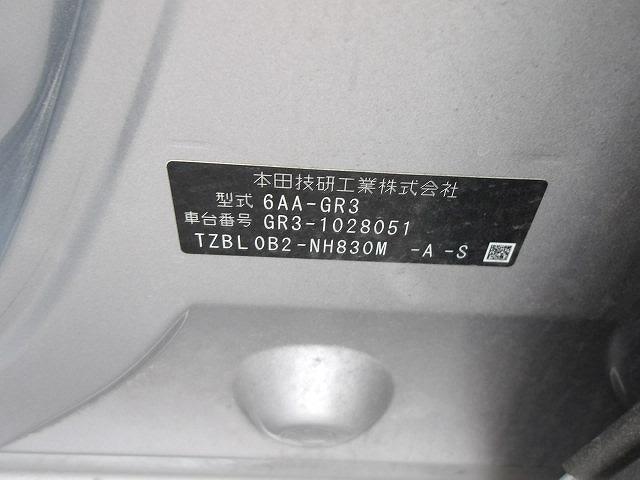 本田技研工業株式会社
型式 6AA-GR3
車台番号 GR3-1028051
TZBL0B2-NH830M -A -S